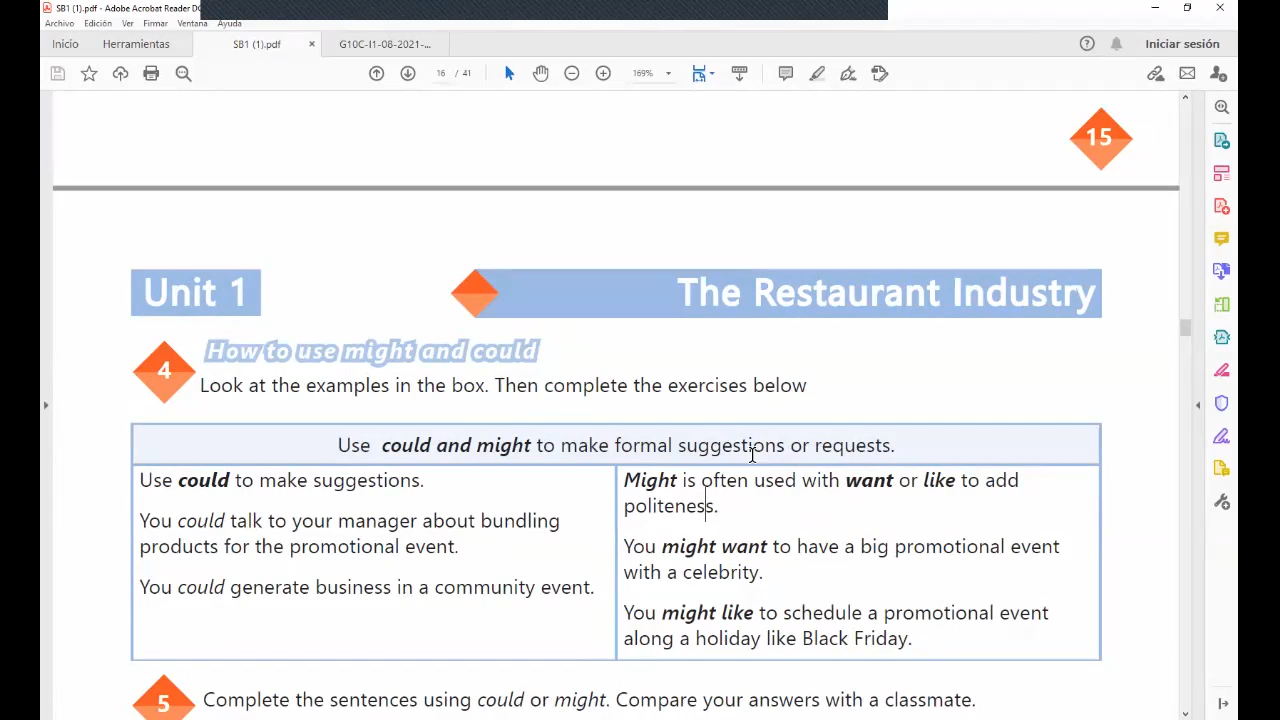 SB1 (1).pdf - Adobe Acrobat Reader DC
Archivo Edición Ver Firmar Ventana Ayuda
Inicio Herramientas SB1 (1).pdf × G10C-I1-08-2021-... Iniciar sesión
16 / 41 169%
15
Unit 1 The Restaurant Industry
4 How to use might and could
Look at the examples in the box. Then complete the exercises below
Use could and might to make formal suggestions or requests.
Use could to make suggestions.
You could talk to your manager about bundling
products for the promotional event.
You could generate business in a community event.
Might is often used with want or like to add
politeness.
You might want to have a big promotional event
with a celebrity.
You might like to schedule a promotional event
along a holiday like Black Friday.
5 Complete the sentences using could or might. Compare your answers with a classmate.